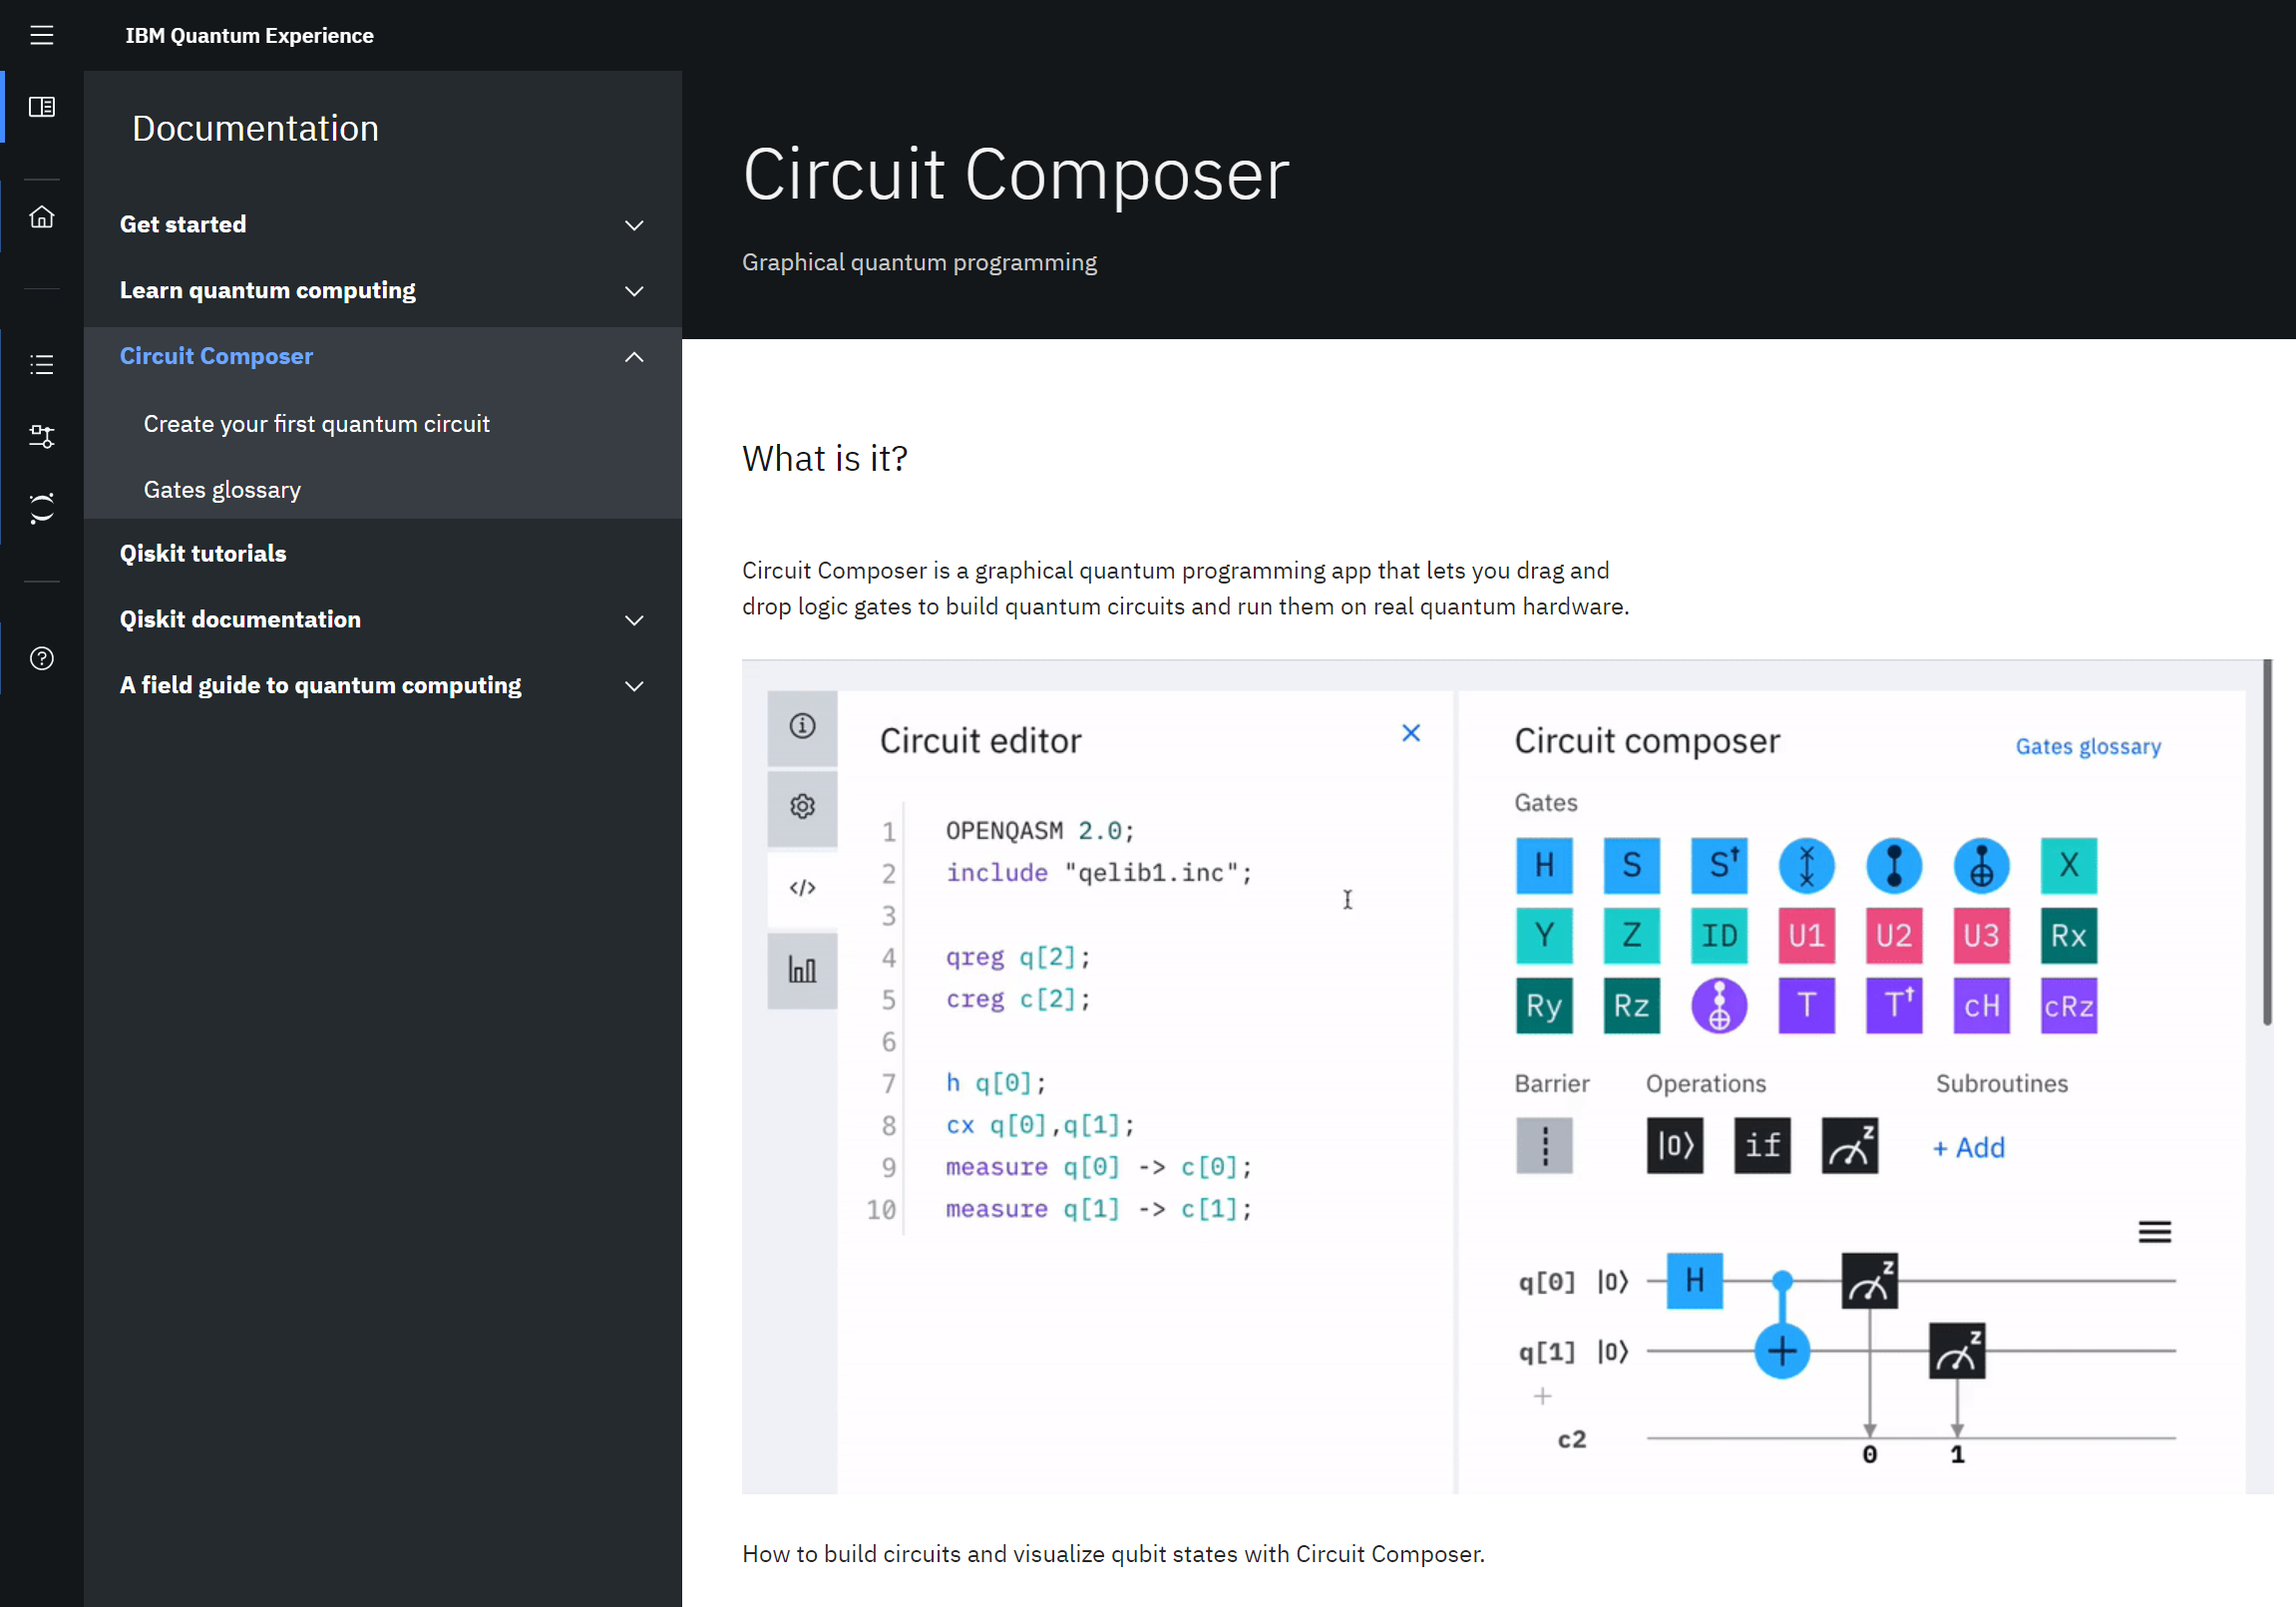 IBM Quantum Experience
Documentation
Get started
Learn quantum computing
Circuit Composer
Create your first quantum circuit
Gates glossary
Qiskit tutorials
Qiskit documentation
A field guide to quantum computing
Circuit Composer
Graphical quantum programming
What is it?
Circuit Composer is a graphical quantum programming app that lets you drag and
drop logic gates to build quantum circuits and run them on real quantum hardware.
Circuit editor
1 OPENQASM 2.0;
2 include "qelib1.inc";
3
4 qreg q[2];
5 creg c[2];
6
7 h q[0];
8 cx q[0],q[1];
9 measure q[0] -> c[0];
10 measure q[1] -> c[1];
Circuit composer
Gates glossary
Gates
H S S† X
Y Z ID U1 U2 U3 Rx
Ry Rz T T† cH cRz
Barrier Operations Subroutines
|0⟩ if z + Add
q[0] |0⟩ H z
q[1] |0⟩ + z
+
c2
0 1
How to build circuits and visualize qubit states with Circuit Composer.